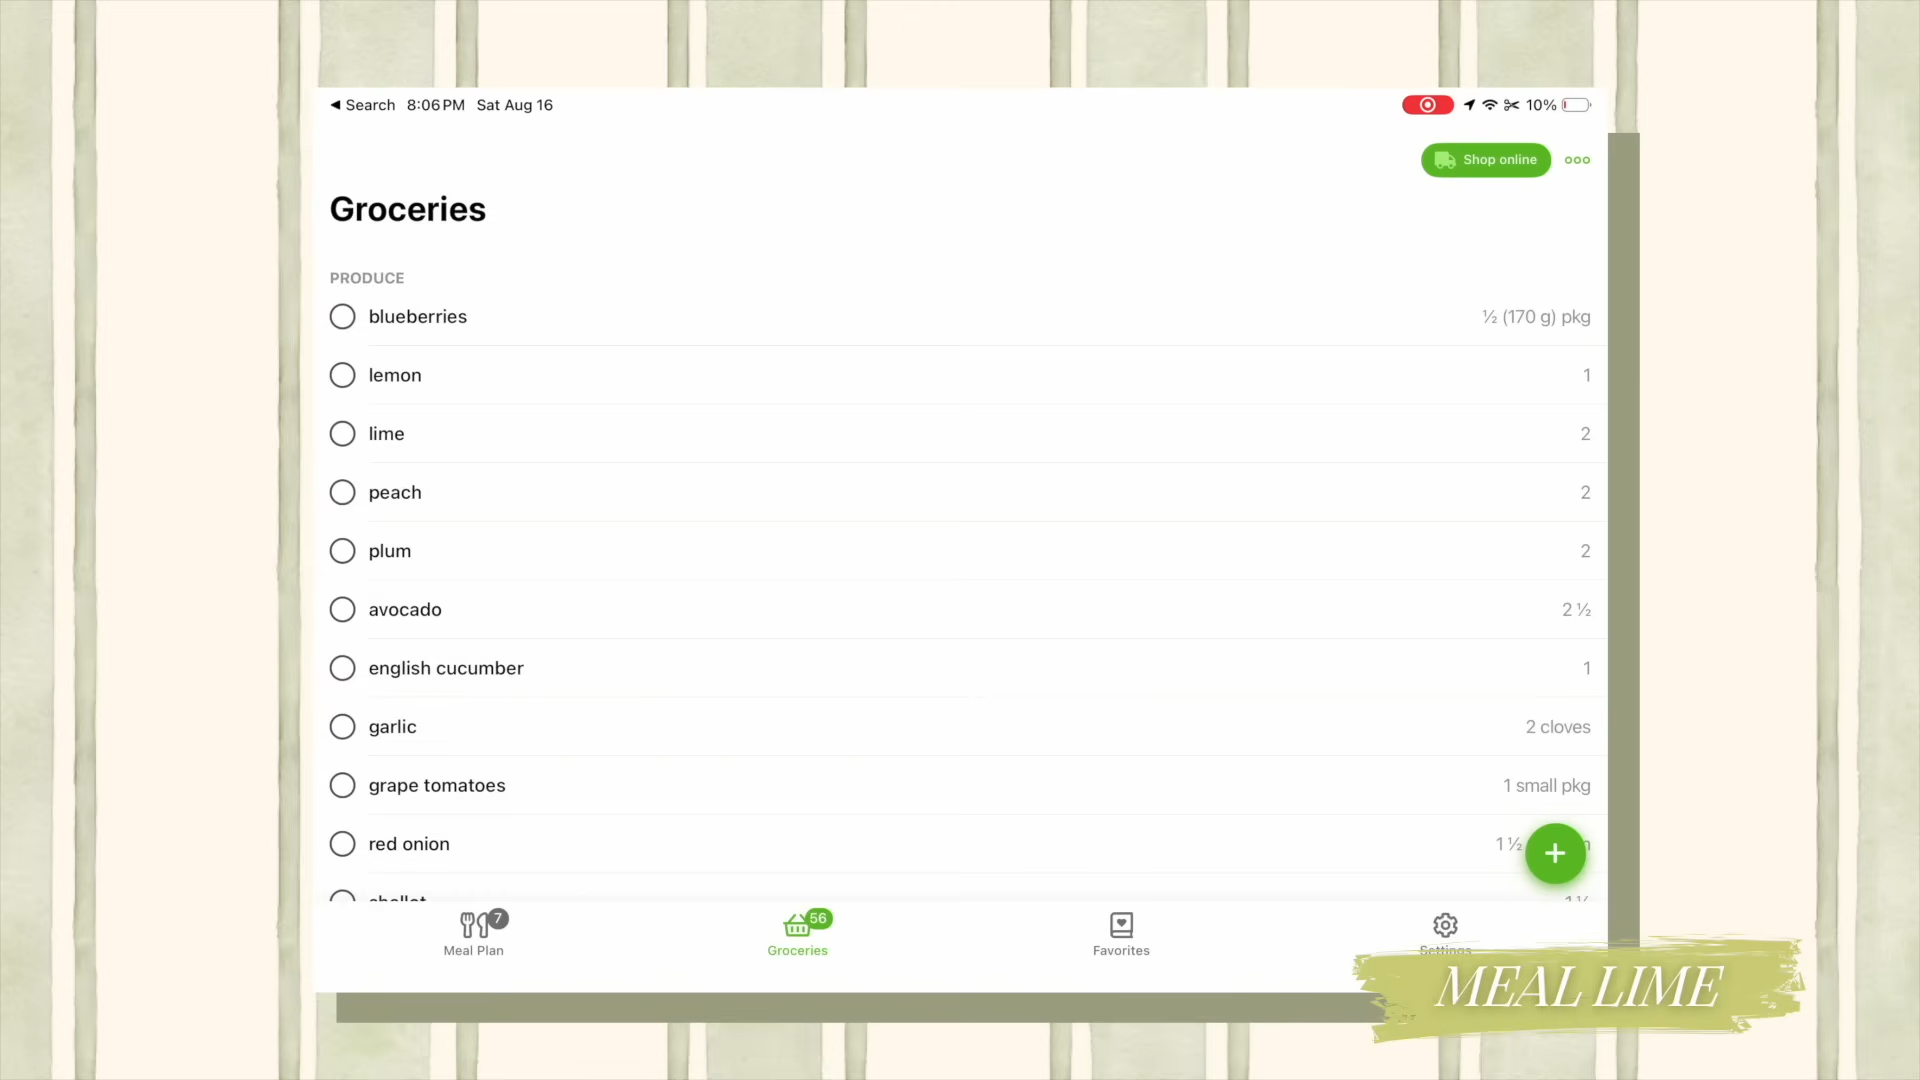 ◀ Search 8:06 PM Sat Aug 16 10%
Shop online
Groceries
PRODUCE
blueberries ½ (170 g) pkg
lemon 1
lime 2
peach 2
plum 2
avocado 2 ½
english cucumber 1
garlic 2 cloves
grape tomatoes 1 small pkg
red onion 1 ½
7 56
Meal Plan Groceries Favorites Settings
MEAL LIME